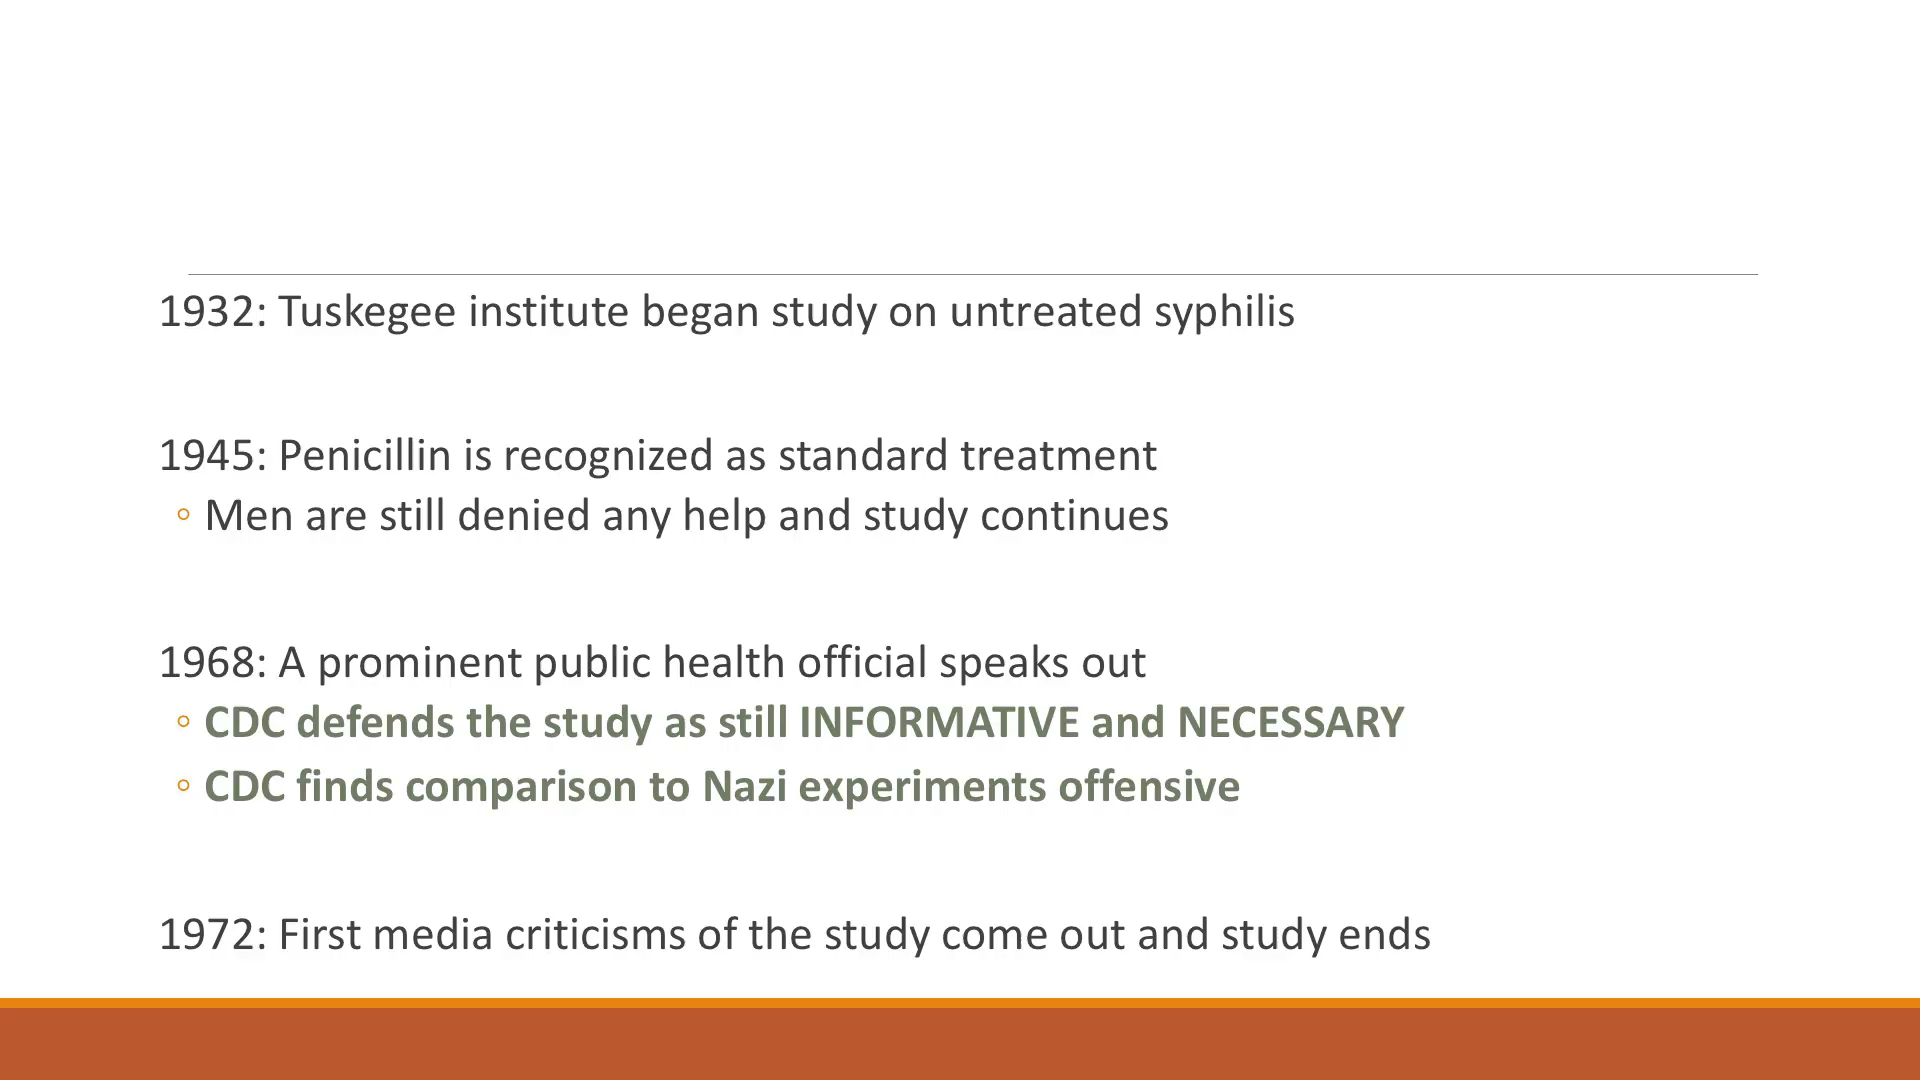 1932: Tuskegee institute began study on untreated syphilis
1945: Penicillin is recognized as standard treatment
◦ Men are still denied any help and study continues
1968: A prominent public health official speaks out
◦ CDC defends the study as still INFORMATIVE and NECESSARY
◦ CDC finds comparison to Nazi experiments offensive
1972: First media criticisms of the study come out and study ends